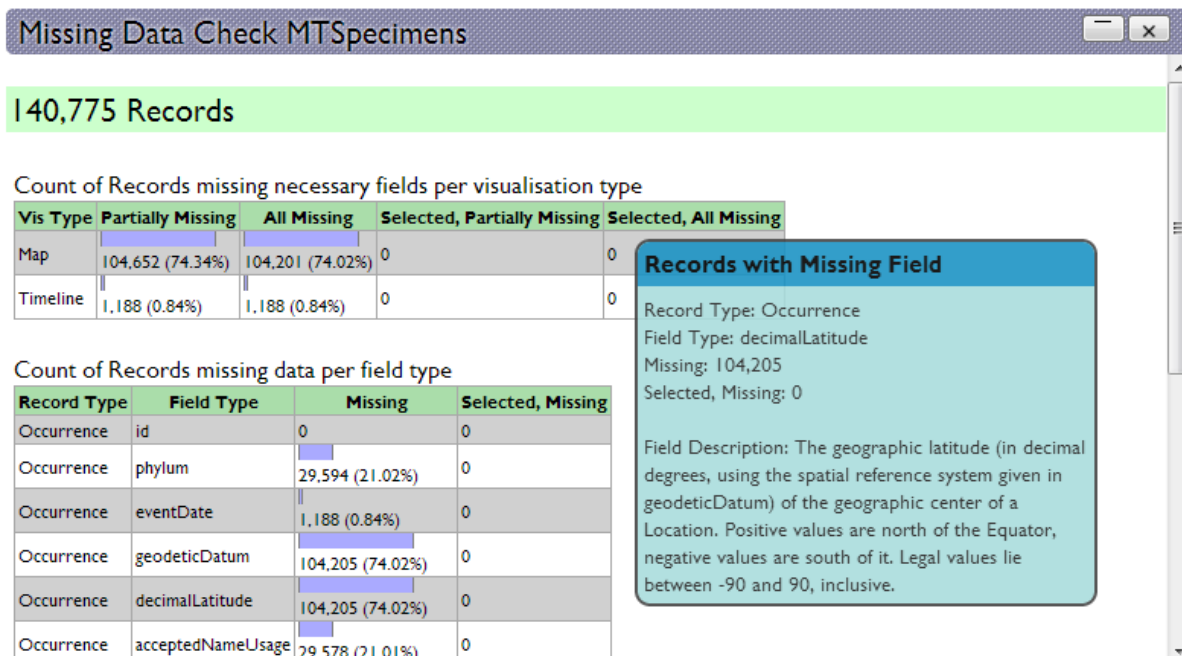 Missing Data Check MTSpecimens
140,775 Records
Count of Records missing necessary fields per visualisation type
Vis Type Partially Missing All Missing Selected, Partially Missing Selected, All Missing
Map 104,652 (74.34%) 104,201 (74.02%) 0 0
Timeline 1,188 (0.84%) 1,188 (0.84%) 0 0
Count of Records missing data per field type
Record Type Field Type Missing Selected, Missing
Occurrence id 0 0
Occurrence phylum 29,594 (21.02%) 0
Occurrence eventDate 1,188 (0.84%) 0
Occurrence geodeticDatum 104,205 (74.02%) 0
Occurrence decimalLatitude 104,205 (74.02%) 0
Occurrence acceptedNameUsage 29,578 (21.01%) 0
Records with Missing Field
Record Type: Occurrence
Field Type: decimalLatitude
Missing: 104,205
Selected, Missing: 0
Field Description: The geographic latitude (in decimal
degrees, using the spatial reference system given in
geodeticDatum) of the geographic center of a
Location. Positive values are north of the Equator,
negative values are south of it. Legal values lie
between -90 and 90, inclusive.